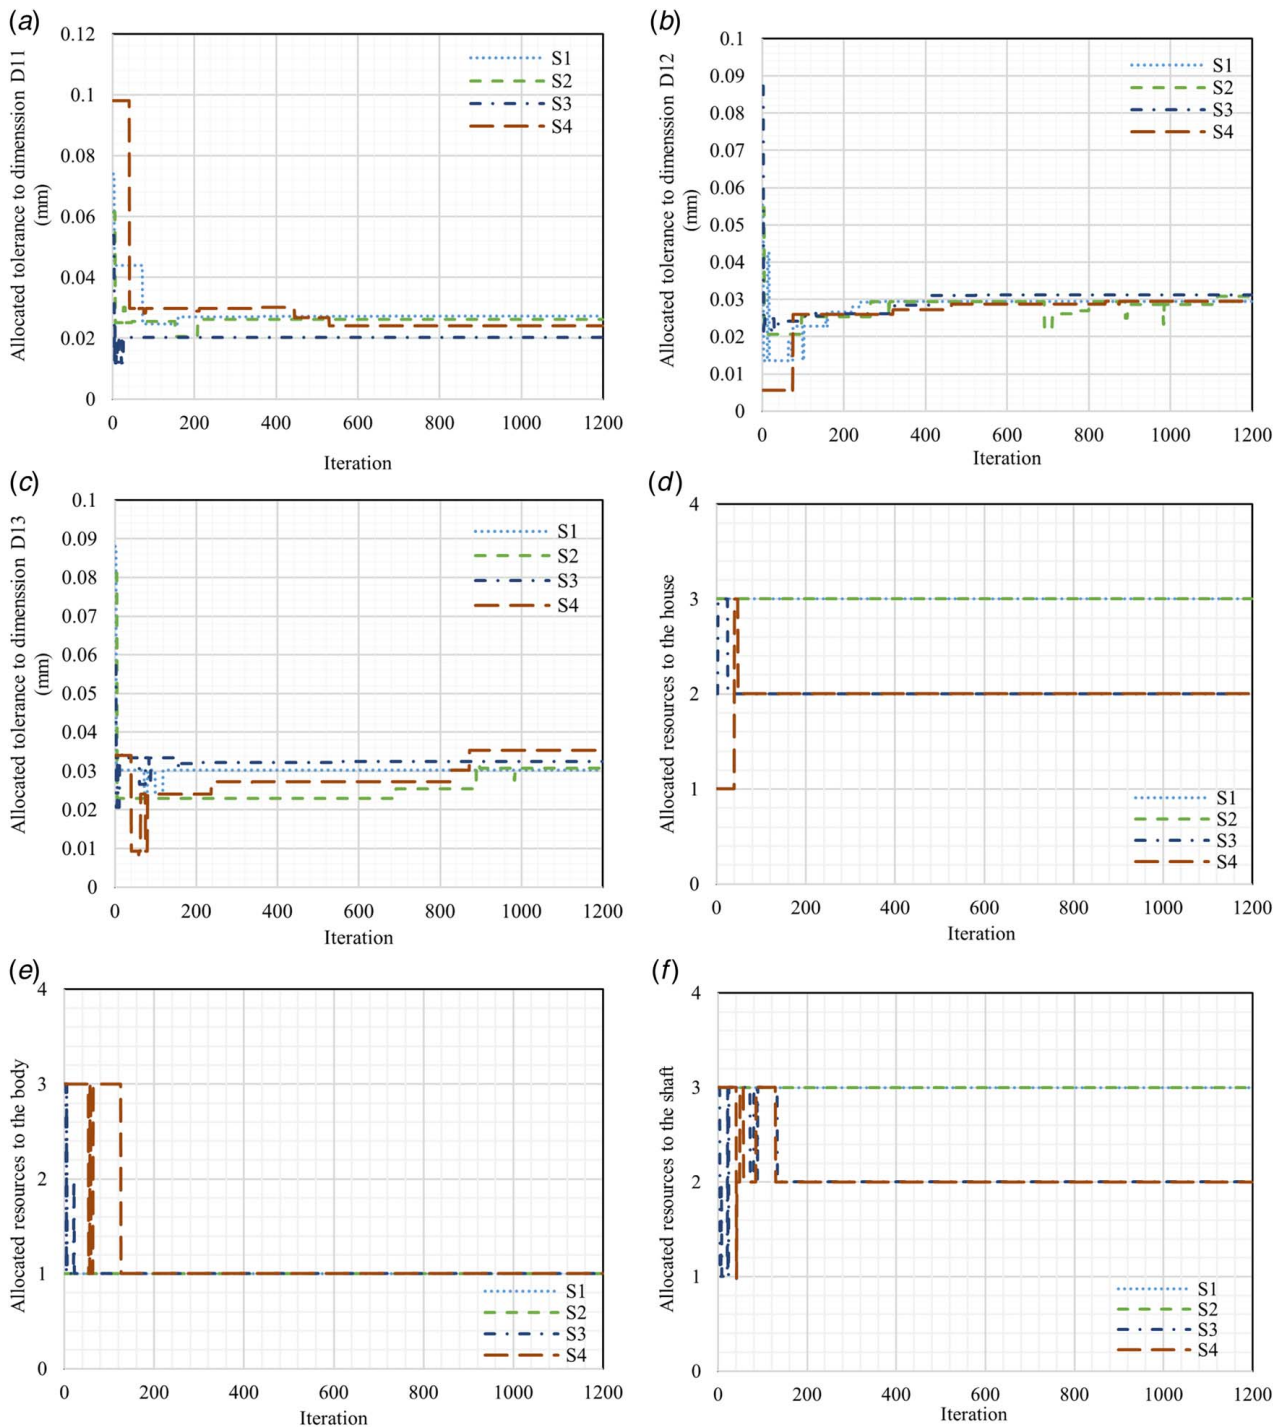 (a)
Allocated tolerance to dimenssion D11
(mm)
0.12
0.1
0.08
0.06
0.04
0.02
0
0 200 400 600 800 1000 1200
Iteration
S1
S2
S3
S4
(b)
Allocated tolerance to dimenssion D12
(mm)
0.1
0.09
0.08
0.07
0.06
0.05
0.04
0.03
0.02
0.01
0
0 200 400 600 800 1000 1200
Iteration
S1
S2
S3
S4
(c)
Allocated tolerance to dimenssion D13
(mm)
0.1
0.09
0.08
0.07
0.06
0.05
0.04
0.03
0.02
0.01
0
0 200 400 600 800 1000 1200
Iteration
S1
S2
S3
S4
(d)
Allocated resources to the house
4
3
2
1
0
0 200 400 600 800 1000 1200
Iteration
S1
S2
S3
S4
(e)
Allocated resources to the body
4
3
2
1
0
0 200 400 600 800 1000 1200
Iteration
S1
S2
S3
S4
(f)
Allocated resources to the shaft
4
3
2
1
0
0 200 400 600 800 1000 1200
Iteration
S1
S2
S3
S4